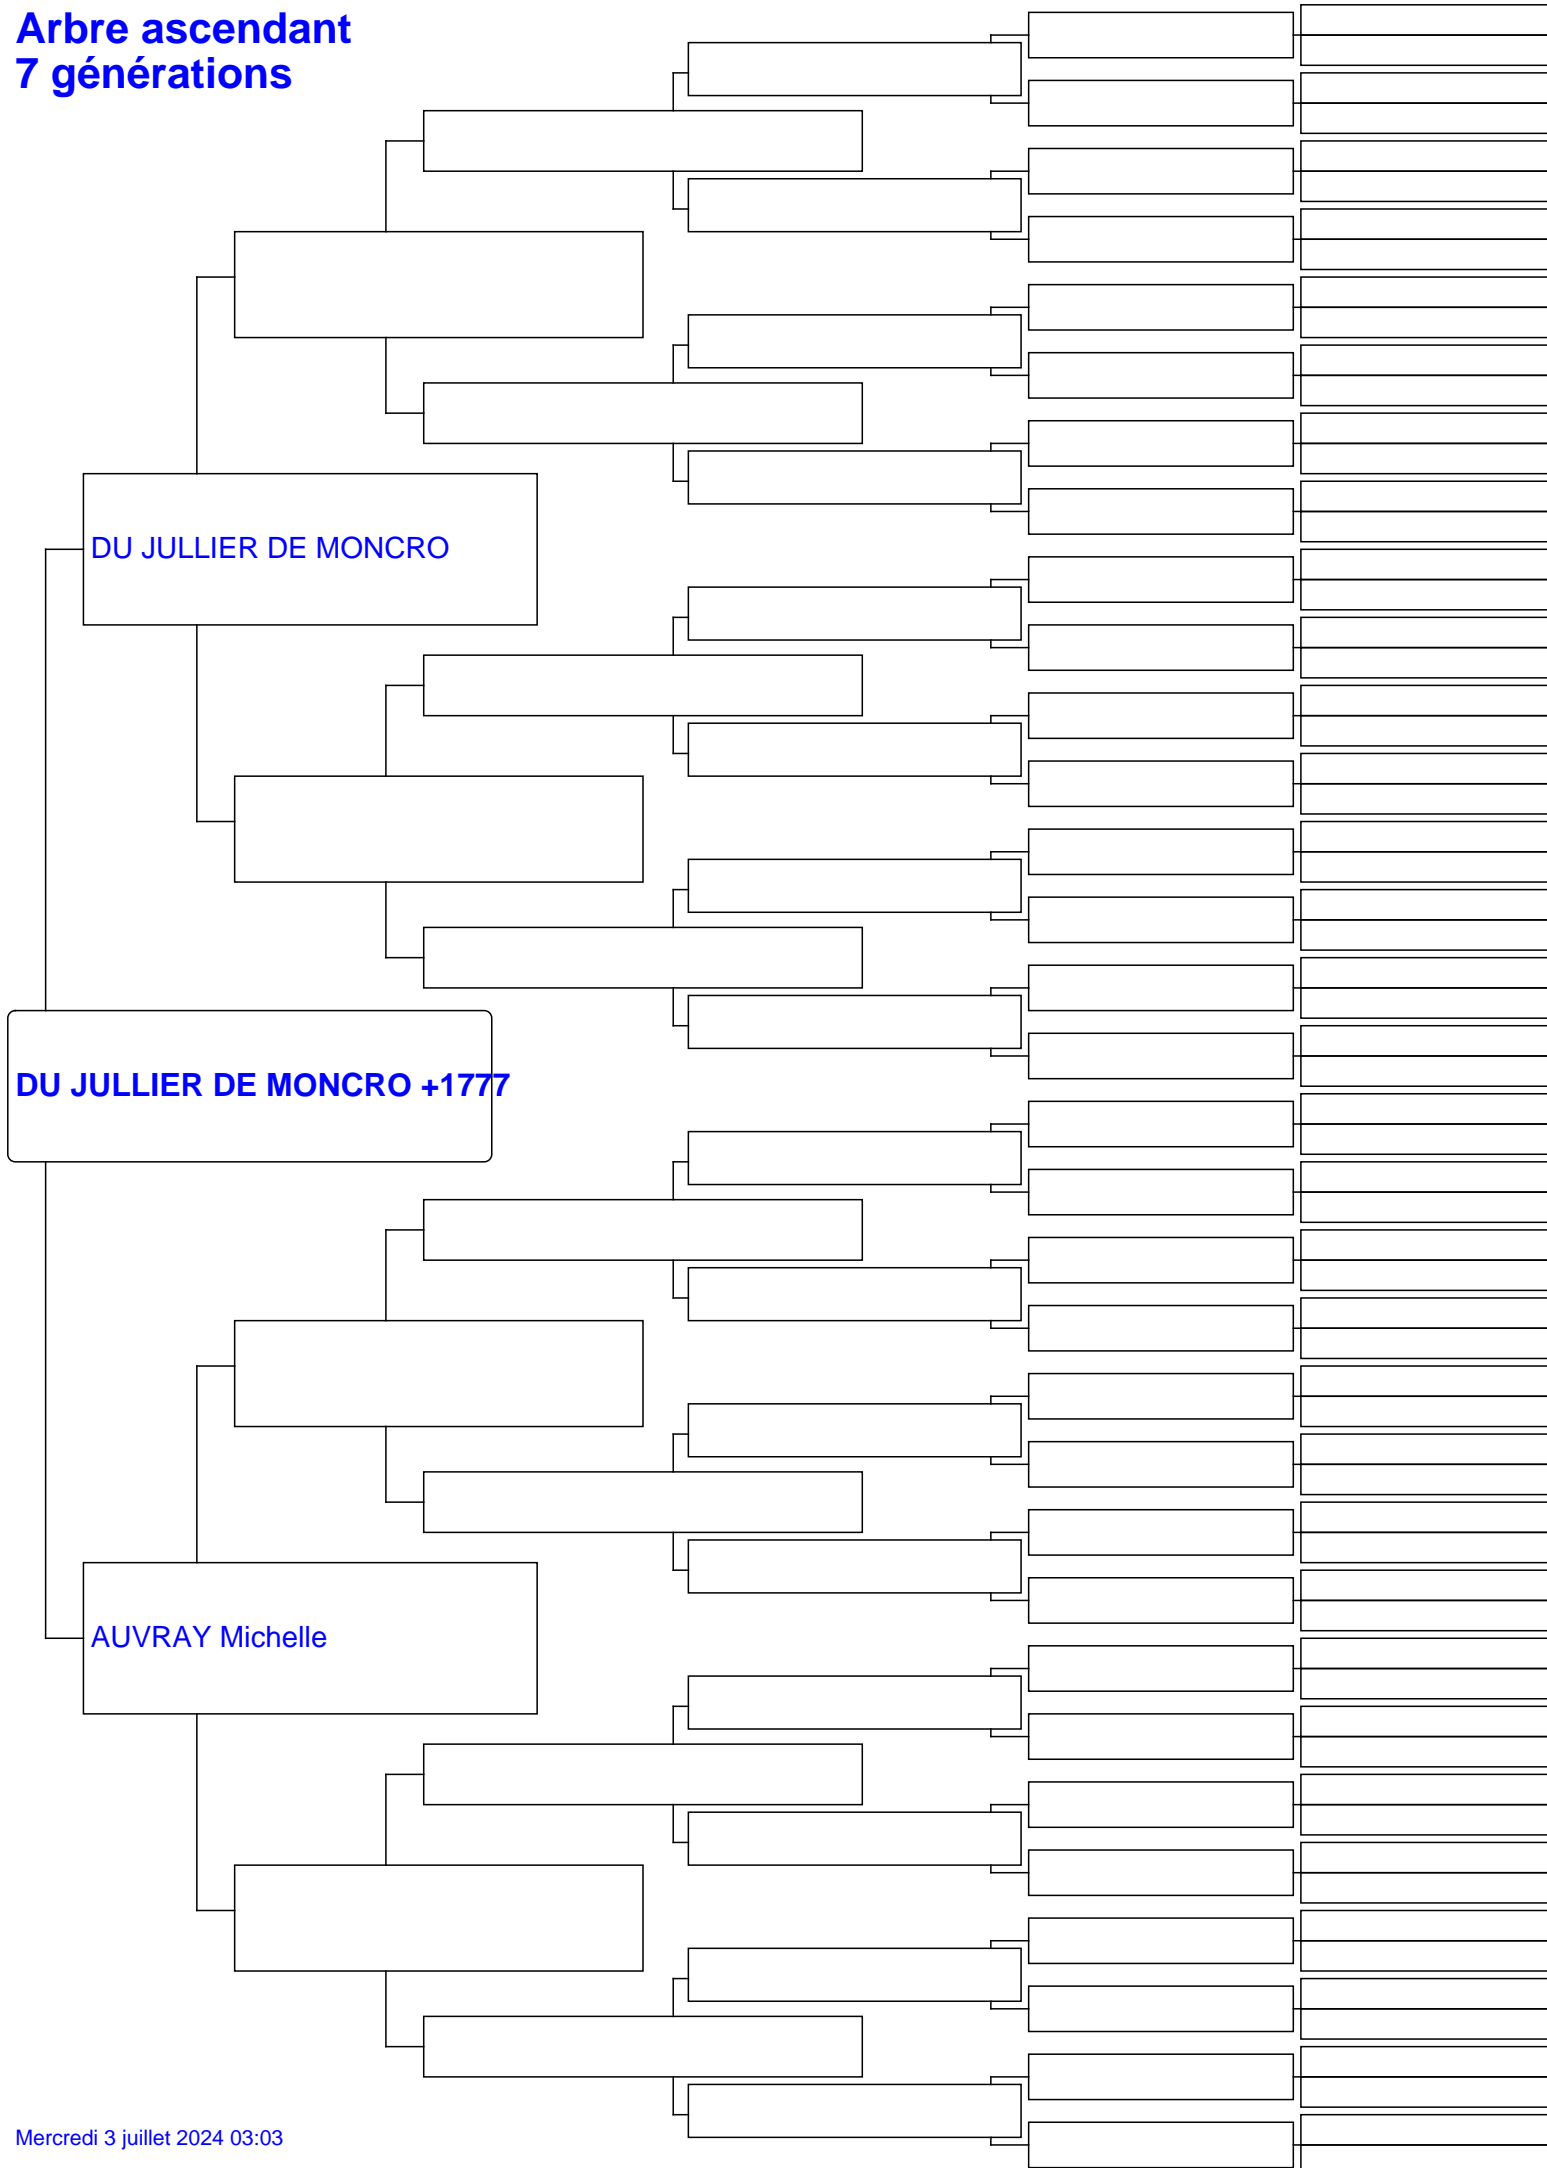 Arbre ascendant
7 générations
DU JULLIER DE MONCRO
DU JULLIER DE MONCRO +1777
AUVRAY Michelle
Mercredi 3 juillet 2024 03:03